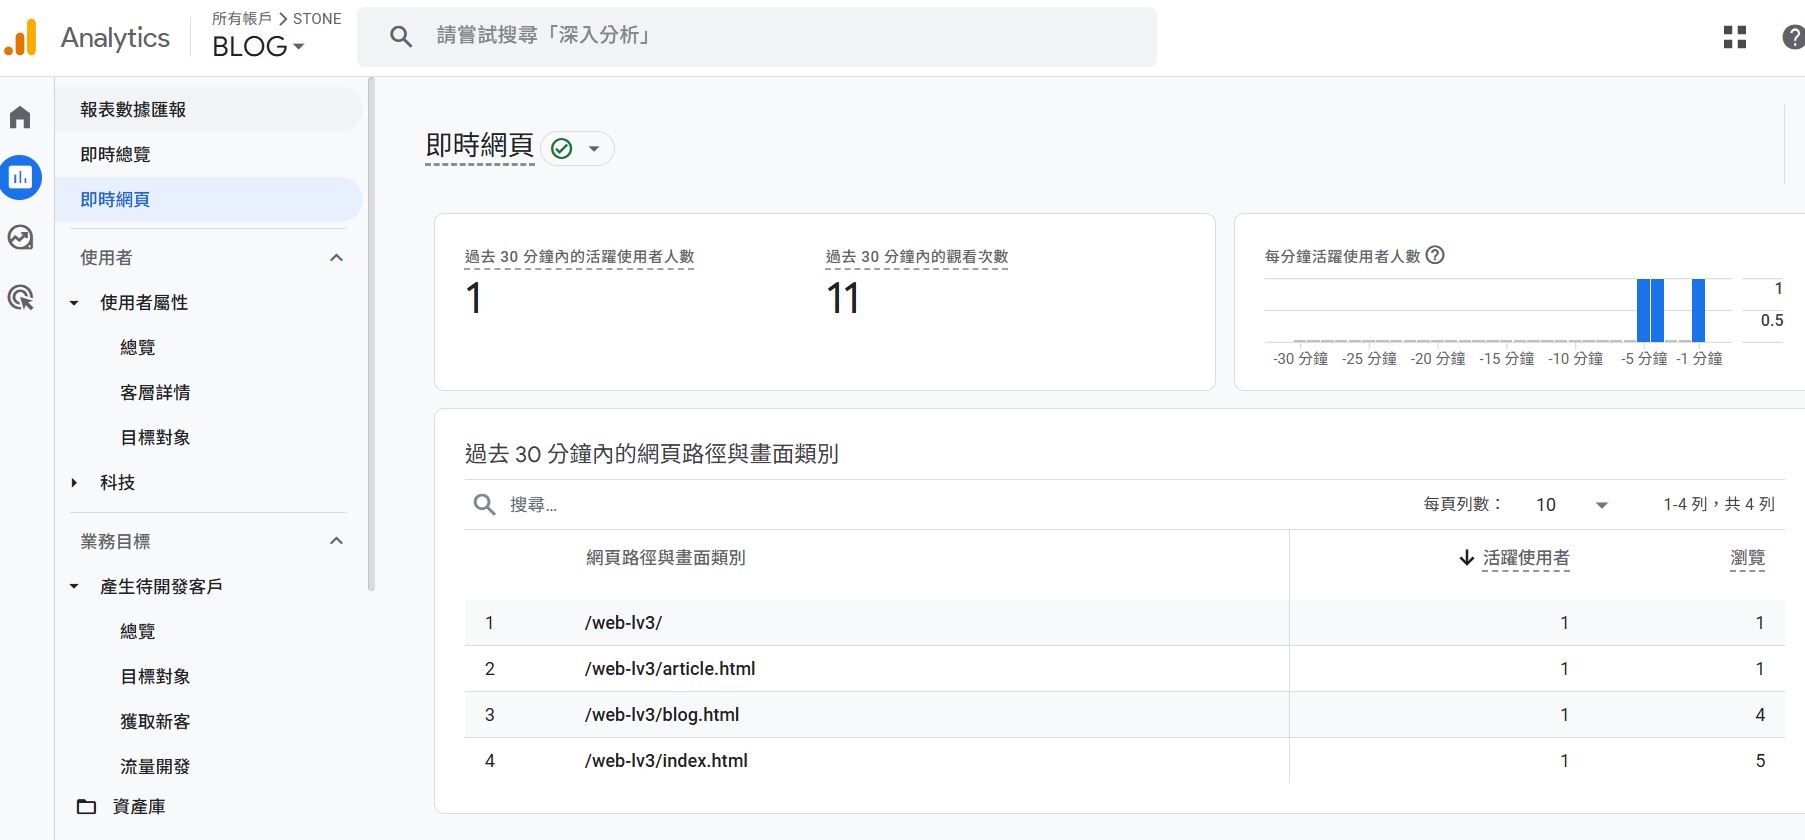 Analytics
所有帳戶 > STONE
BLOG
請嘗試搜尋「深入分析」
報表數據匯報
即時總覽
即時網頁
使用者
使用者屬性
總覽
客層詳情
目標對象
科技
業務目標
產生待開發客戶
總覽
目標對象
獲取新客
流量開發
資產庫
即時網頁
過去 30 分鐘內的活躍使用者人數
1
過去 30 分鐘內的觀看次數
11
每分鐘活躍使用者人數
1
0.5
-30 分鐘 -25 分鐘 -20 分鐘 -15 分鐘 -10 分鐘 -5 分鐘 -1 分鐘
過去 30 分鐘內的網頁路徑與畫面類別
搜尋... 每頁列數： 10 1-4 列，共 4 列
網頁路徑與畫面類別 活躍使用者 瀏覽
1 /web-lv3/ 1 1
2 /web-lv3/article.html 1 1
3 /web-lv3/blog.html 1 4
4 /web-lv3/index.html 1 5